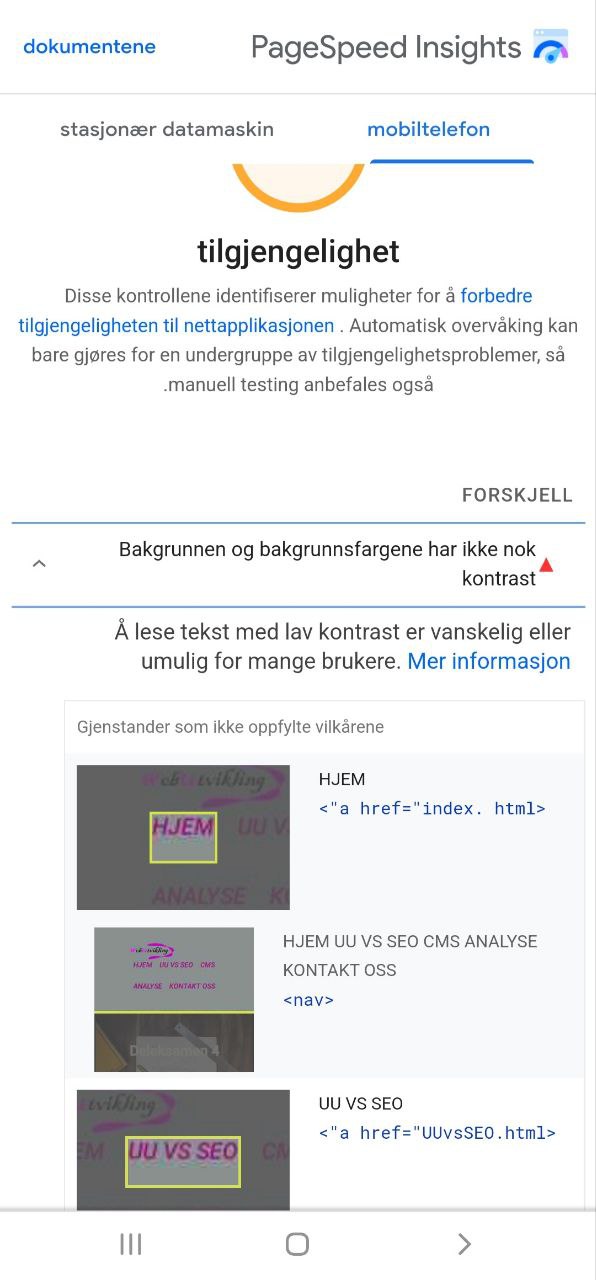 dokumentene PageSpeed Insights
stasjonær datamaskin mobiltelefon
tilgjengelighet
Disse kontrollene identifiserer muligheter for å forbedre
tilgjengeligheten til nettapplikasjonen . Automatisk overvåking kan
bare gjøres for en undergruppe av tilgjengelighetsproblemer, så
.manuell testing anbefales også
FORSKJELL
Bakgrunnen og bakgrunnsfargene har ikke nok
kontrast
Å lese tekst med lav kontrast er vanskelig eller
umulig for mange brukere. Mer informasjon
Gjenstander som ikke oppfylte vilkårene
WebUtvikling
HJEM UU V
ANALYSE K
HJEM
<"a href="index. html>
WebUtvikling
HJEM UU VS SEO CMS
ANALYSE KONTAKT OSS
Deleksamen 4
HJEM UU VS SEO CMS ANALYSE
KONTAKT OSS
<nav>
tvikling
EM UU VS SEO CM
UU VS SEO
<"a href="UUvsSEO.html>